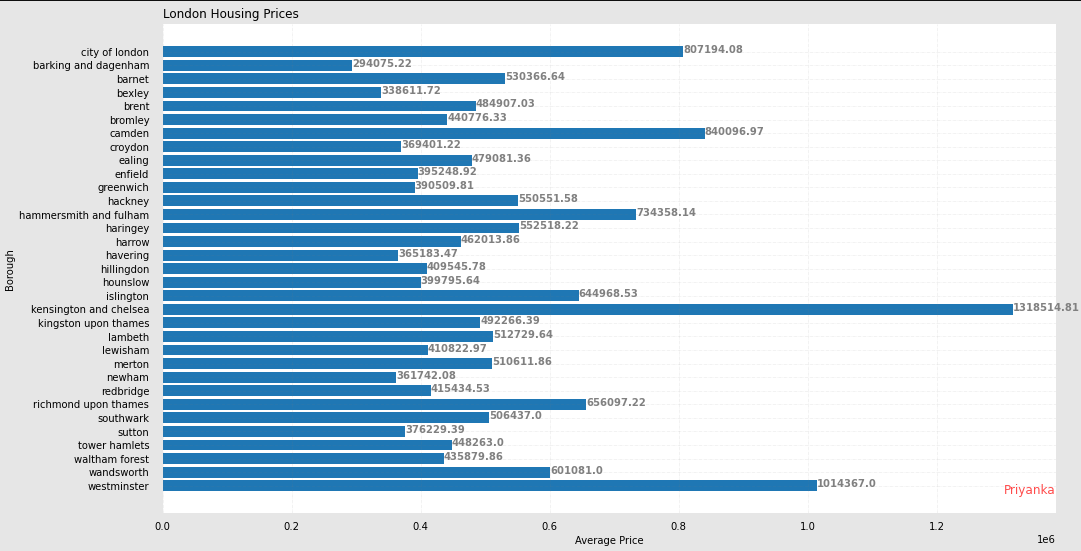 London Housing Prices
city of london 807194.08
barking and dagenham 294075.22
barnet 530366.64
bexley 338611.72
brent 484907.03
bromley 440776.33
camden 840096.97
croydon 369401.22
ealing 479081.36
enfield 395248.92
greenwich 390509.81
hackney 550551.58
hammersmith and fulham 734358.14
haringey 552518.22
harrow 462013.86
havering 365183.47
hillingdon 409545.78
hounslow 399795.64
islington 644968.53
kensington and chelsea 1318514.81
kingston upon thames 492266.39
lambeth 512729.64
lewisham 410822.97
merton 510611.86
newham 361742.08
redbridge 415434.53
richmond upon thames 656097.22
southwark 506437.0
sutton 376229.39
tower hamlets 448263.0
waltham forest 435879.86
wandsworth 601081.0
westminster 1014367.0
Borough
Priyanka
0.0 0.2 0.4 0.6 0.8 1.0 1.2
Average Price
1e6